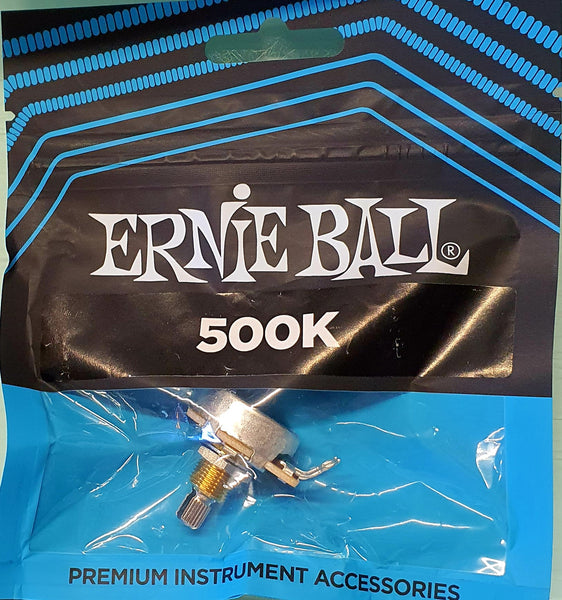 ERNiE BALL®
500K
PREMIUM INSTRUMENT ACCESSORIES